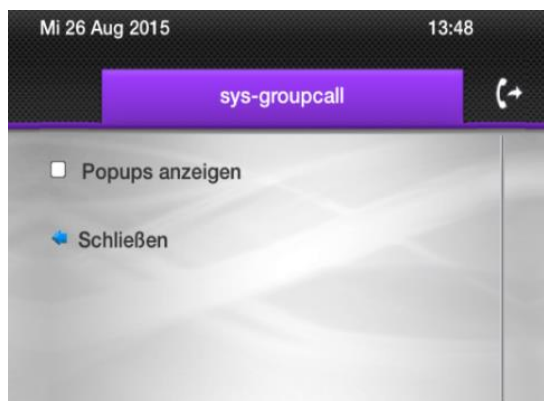 Mi 26 Aug 2015 13:48
sys-groupcall
Popups anzeigen
Schließen